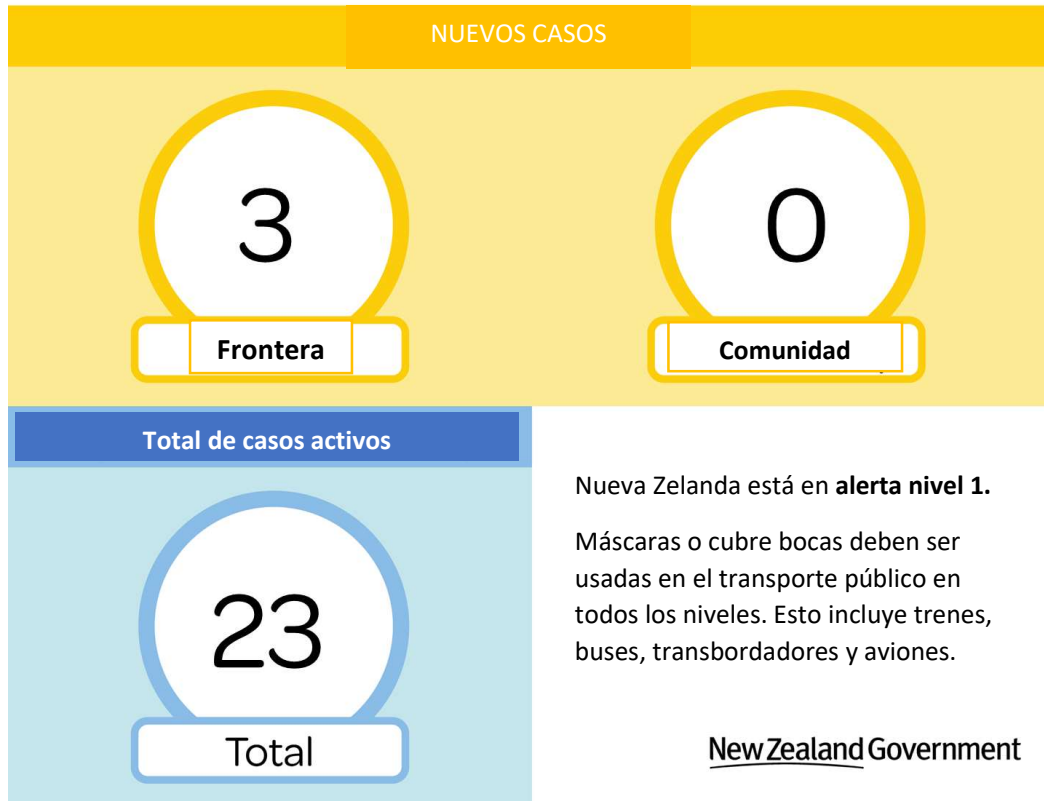 NUEVOS CASOS
3
0
Frontera
Comunidad
Total de casos activos
23
Total
Nueva Zelanda está en alerta nivel 1.
Máscaras o cubre bocas deben ser
usadas en el transporte público en
todos los niveles. Esto incluye trenes,
buses, transbordadores y aviones.
New Zealand Government